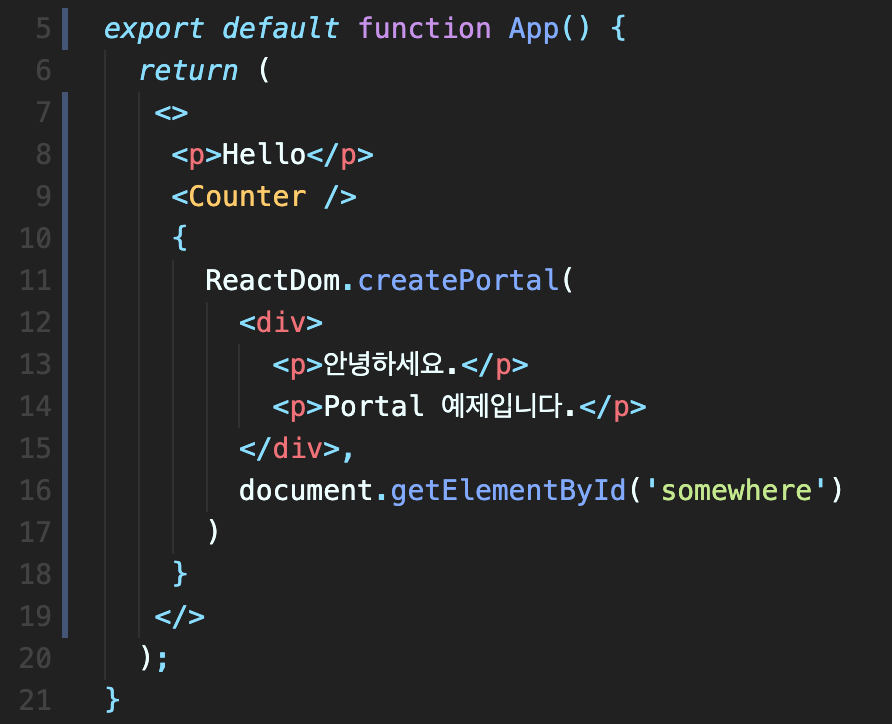 5 export default function App() {
6 return (
7 <>
8 <p>Hello</p>
9 <Counter />
10 {
11 ReactDom.createPortal(
12 <div>
13 <p>안녕하세요.</p>
14 <p>Portal 예제입니다.</p>
15 </div>,
16 document.getElementById('somewhere')
17 )
18 }
19 </>
20 );
21 }